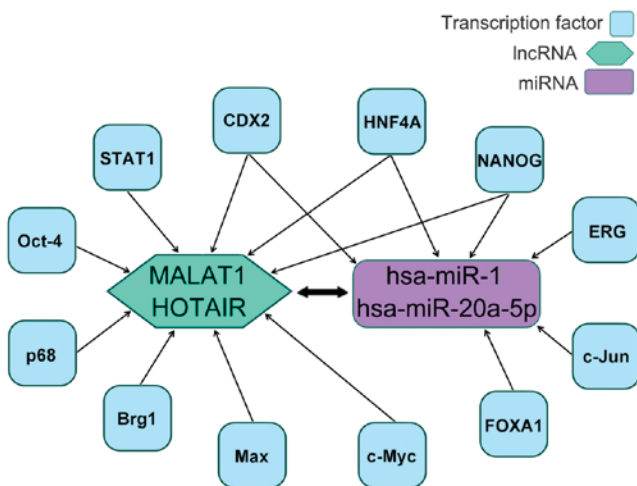 Transcription factor
lncRNA
miRNA
CDX2
HNF4A
STAT1
NANOG
Oct-4
ERG
MALAT1
HOTAIR
hsa-miR-1
hsa-miR-20a-5p
p68
c-Jun
Brg1
FOXA1
Max
c-Myc